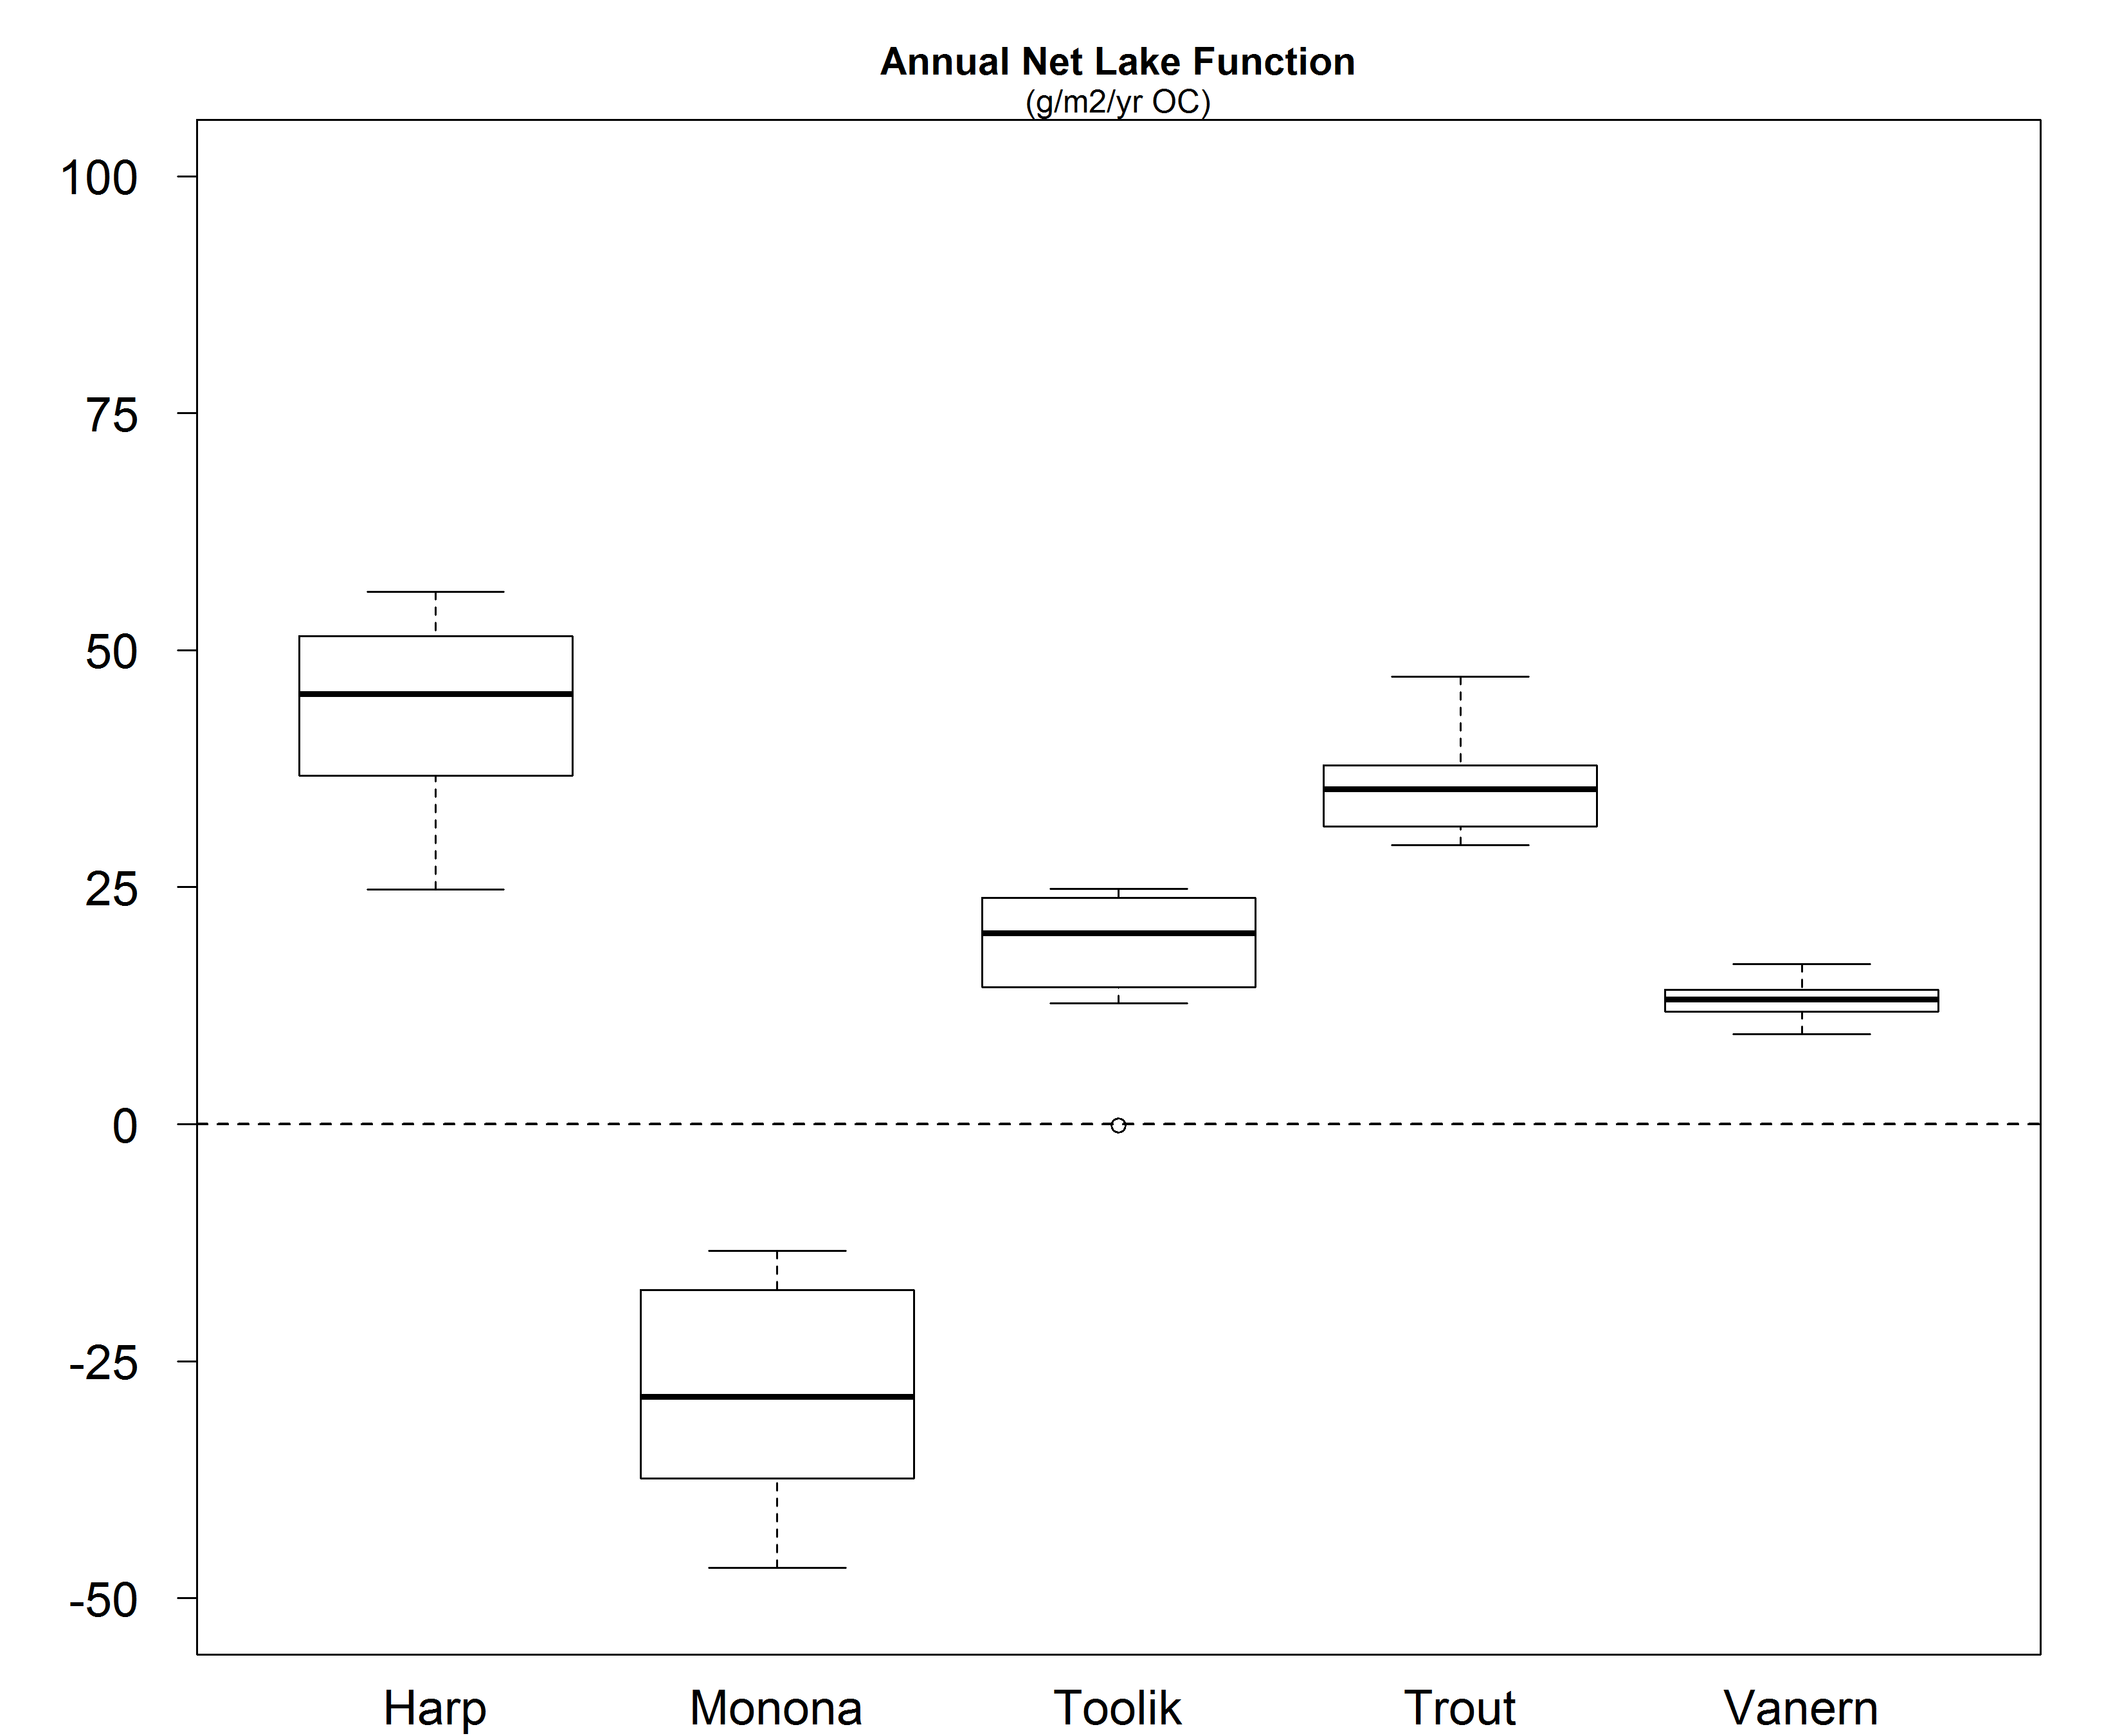 Annual Net Lake Function
(g/m2/yr OC)
100
75
50
25
0
-25
-50
Harp Monona Toolik Trout Vanern